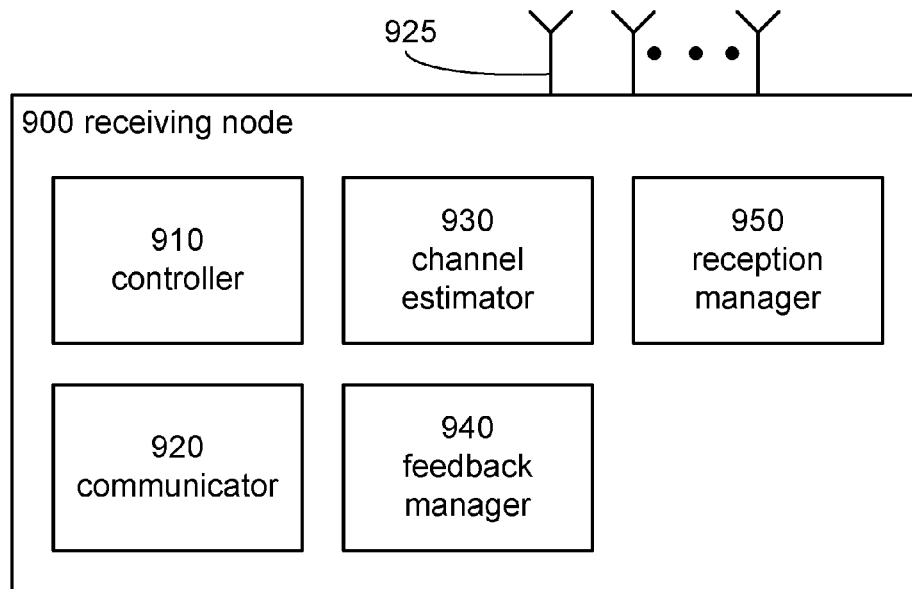 925
900 receiving node
910
controller
930
channel
estimator
950
reception
manager
920
communicator
940
feedback
manager